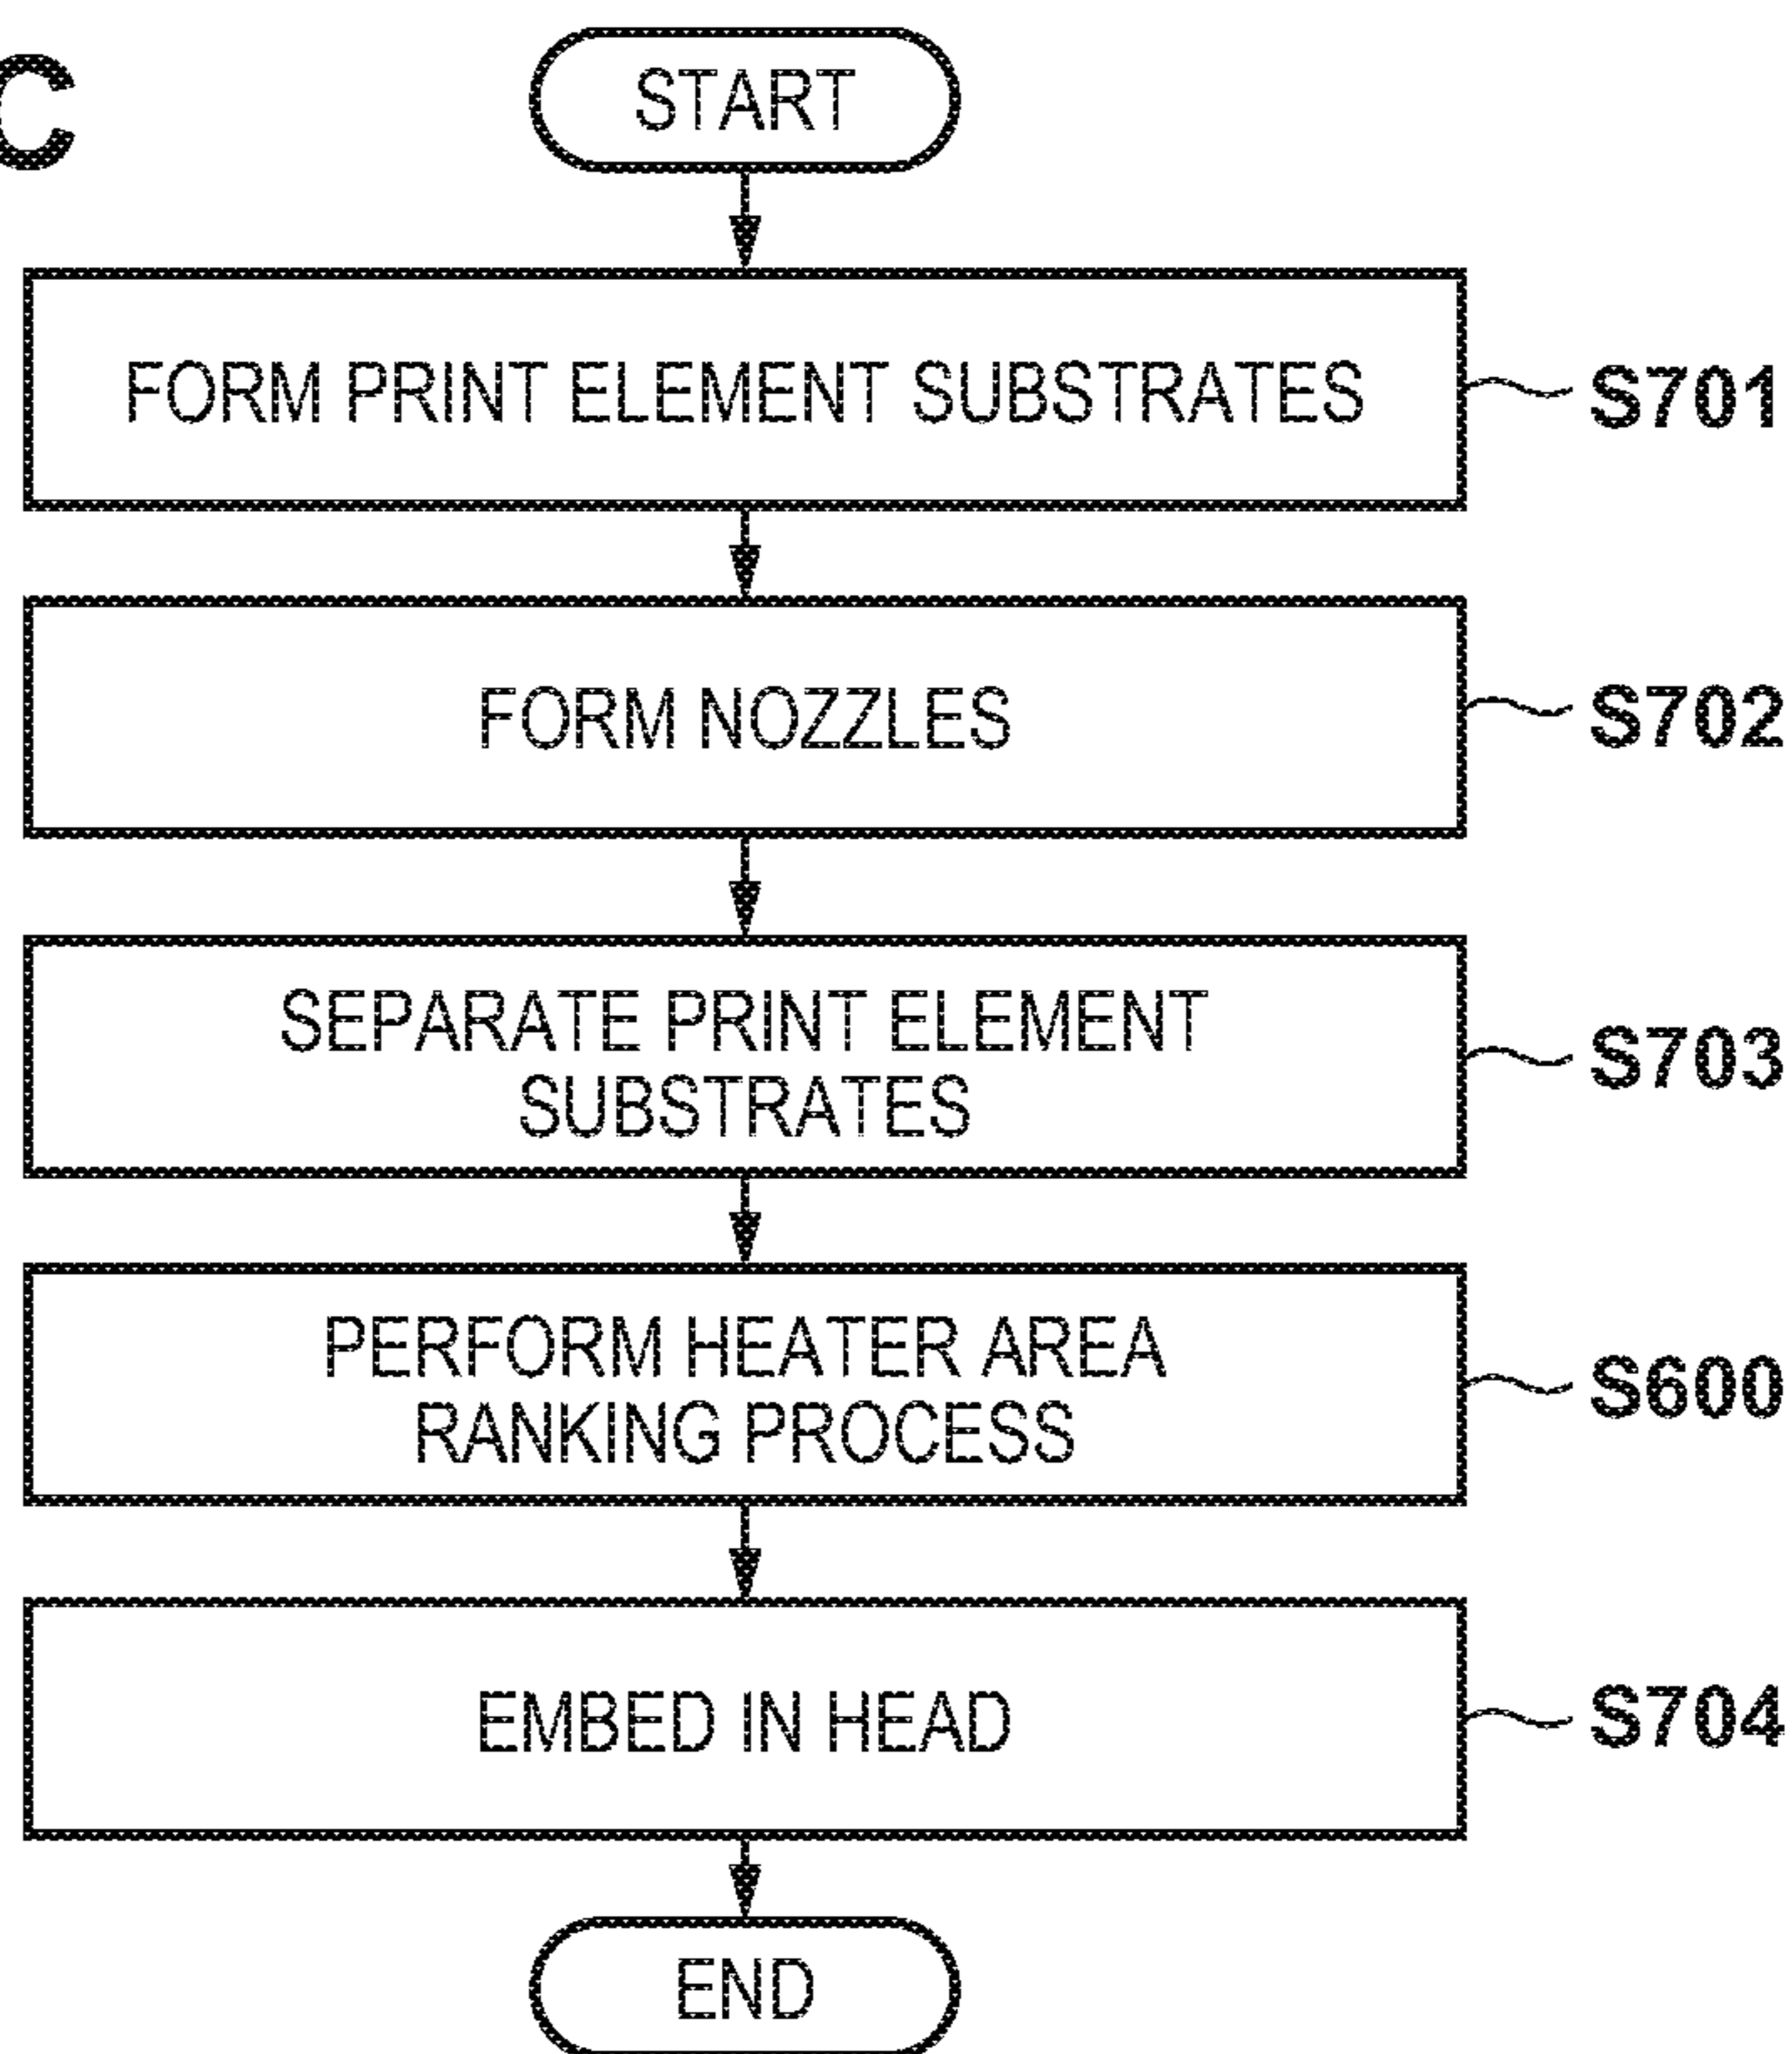 C
START
FORM PRINT ELEMENT SUBSTRATES
S701
FORM NOZZLES
S702
SEPARATE PRINT ELEMENT
SUBSTRATES
S703
PERFORM HEATER AREA
RANKING PROCESS
S600
EMBED IN HEAD
S704
END